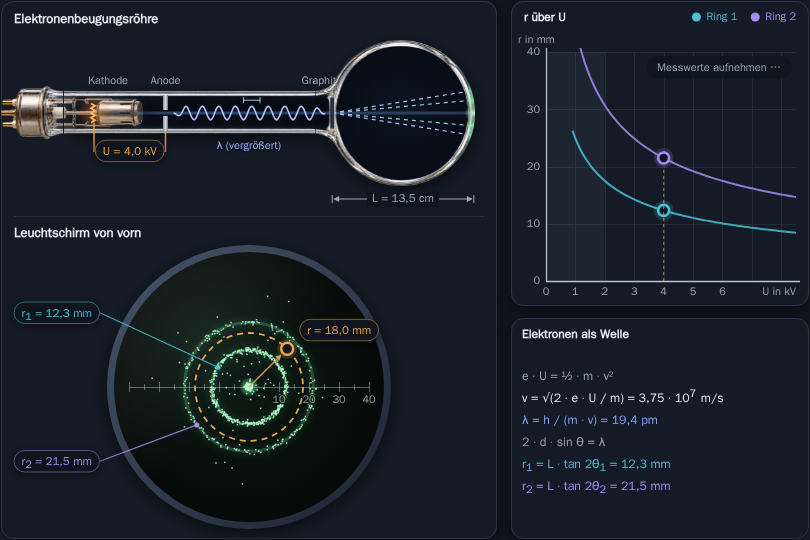 Elektronenbeugungsröhre
Kathode
Anode
Graphit
U = 4,0 kV
λ (vergrößert)
L = 13,5 cm
Leuchtschirm von vorn
r₁ = 12,3 mm
r = 18,0 mm
10 20 30 40
r₂ = 21,5 mm
r über U
Ring 1
Ring 2
r in mm
Messwerte aufnehmen ⋯
40
30
20
10
0
0 1 2 3 4 5 6 U in kV
Elektronen als Welle
e · U = ½ · m · v²
v = √(2 · e · U / m) = 3,75 · 10⁷ m/s
λ = h / (m · v) = 19,4 pm
2 · d · sin θ = λ
r₁ = L · tan 2θ₁ = 12,3 mm
r₂ = L · tan 2θ₂ = 21,5 mm